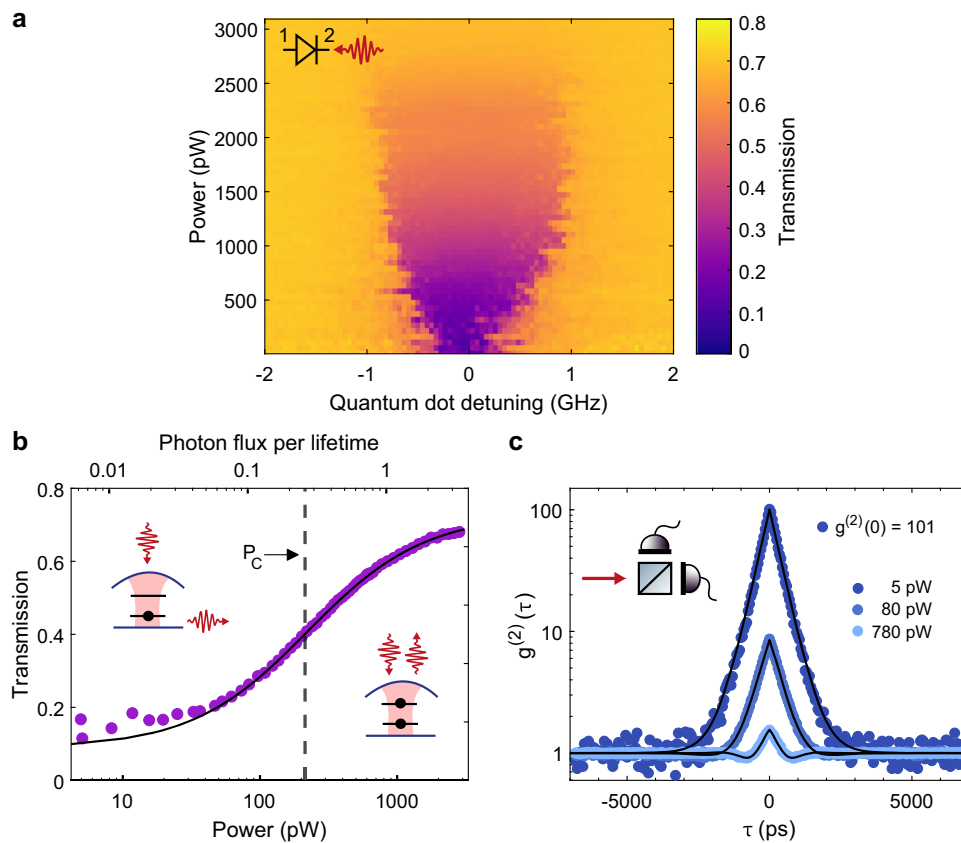 a
1 2
3000
2500
2000
1500
1000
500
Power (pW)
-2 -1 0 1 2
Quantum dot detuning (GHz)
0.8
0.7
0.6
0.5
0.4
0.3
0.2
0.1
0
Transmission
b
Photon flux per lifetime
0.01 0.1 1
0.8
0.6
0.4
0.2
0
Transmission
P_C
10 100 1000
Power (pW)
c
100
10
1
g^(2)(τ)
g^(2)(0) = 101
5 pW
80 pW
780 pW
-5000 0 5000
τ (ps)